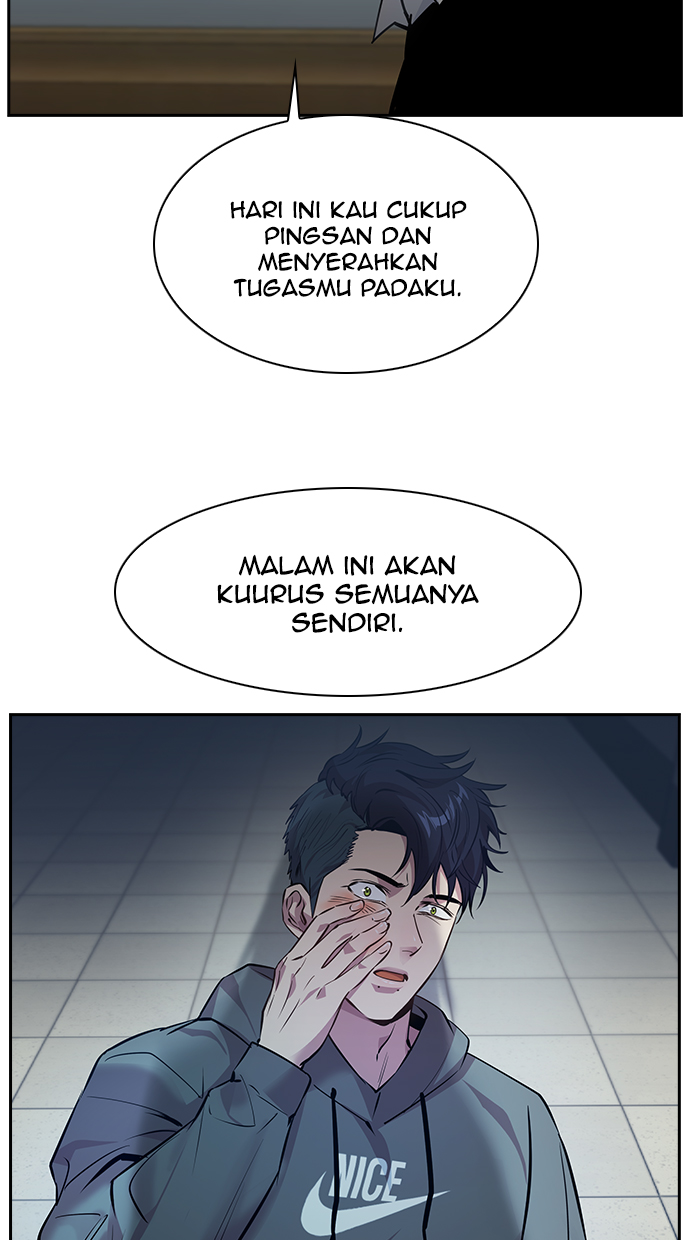 HARI INI KAU CUKUP
PINGSAN DAN
MENYERAHKAN
TUGASMU PADAKU.
MALAM INI AKAN
KUURUS SEMUANYA
SENDIRI.
NICE